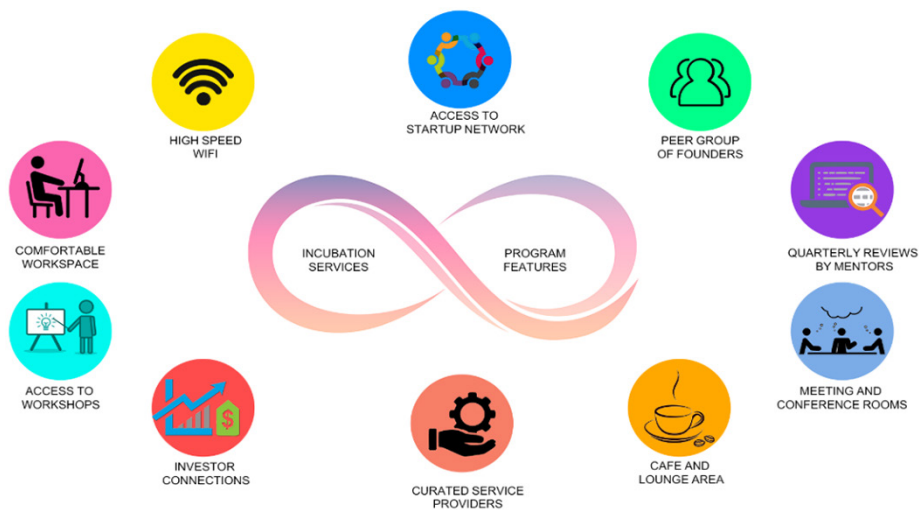 ACCESS TO
STARTUP NETWORK
HIGH SPEED
WIFI
PEER GROUP
OF FOUNDERS
COMFORTABLE
WORKSPACE
INCUBATION
SERVICES
PROGRAM
FEATURES
QUARTERLY REVIEWS
BY MENTORS
ACCESS TO
WORKSHOPS
MEETING AND
CONFERENCE ROOMS
$
INVESTOR
CONNECTIONS
CURATED SERVICE
PROVIDERS
CAFE AND
LOUNGE AREA